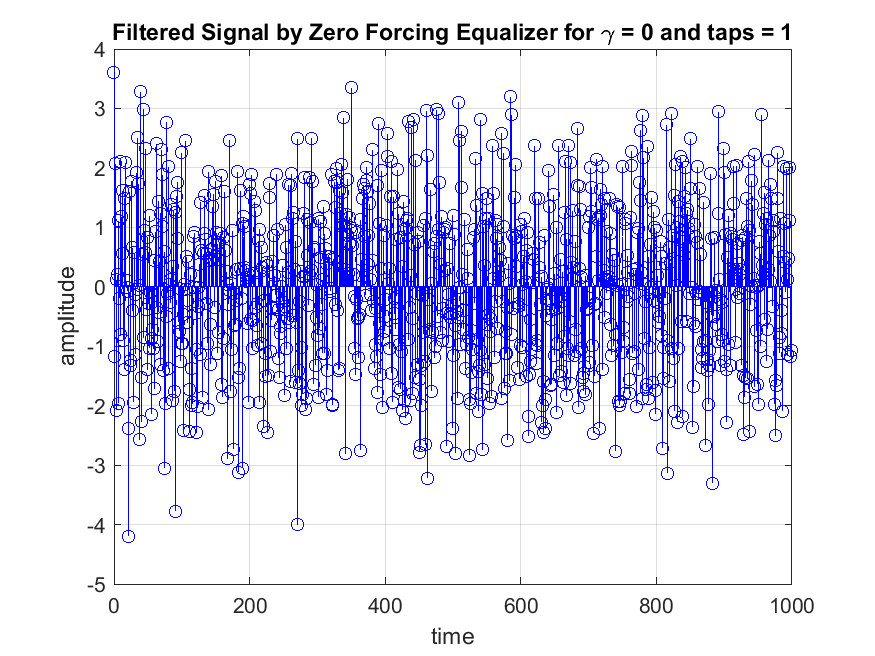 Filtered Signal by Zero Forcing Equalizer for γ = 0 and taps = 1
4
3
2
1
0
-1
-2
-3
-4
-5
amplitude
0 200 400 600 800 1000
time